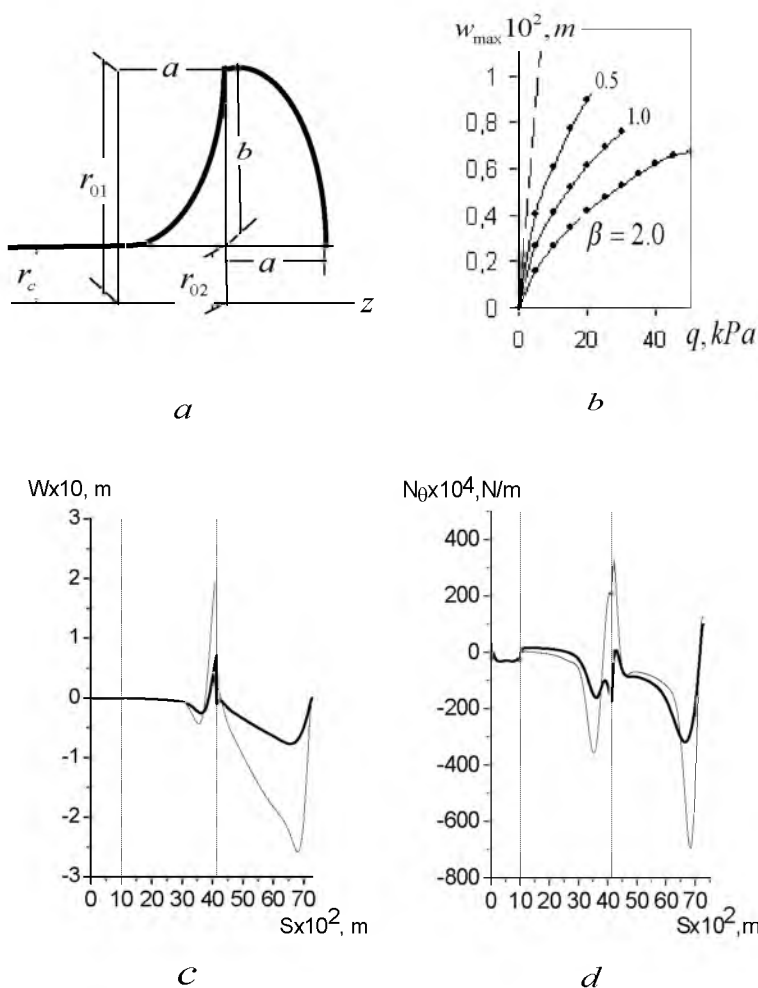 a
b
r₀₁
a
r_c
r₀₂
z
a
w_max 10², m
1
0,8
0,6
0,4
0,2
0
0.5
1.0
β = 2.0
0 20 40
q, kPa
b
Wx10, m
3
2
1
0
-1
-2
-3
0 10 20 30 40 50 60 70
Sx10², m
c
Nθx10⁴, N/m
400
200
0
-200
-400
-600
-800
0 10 20 30 40 50 60 70
Sx10²,m
d